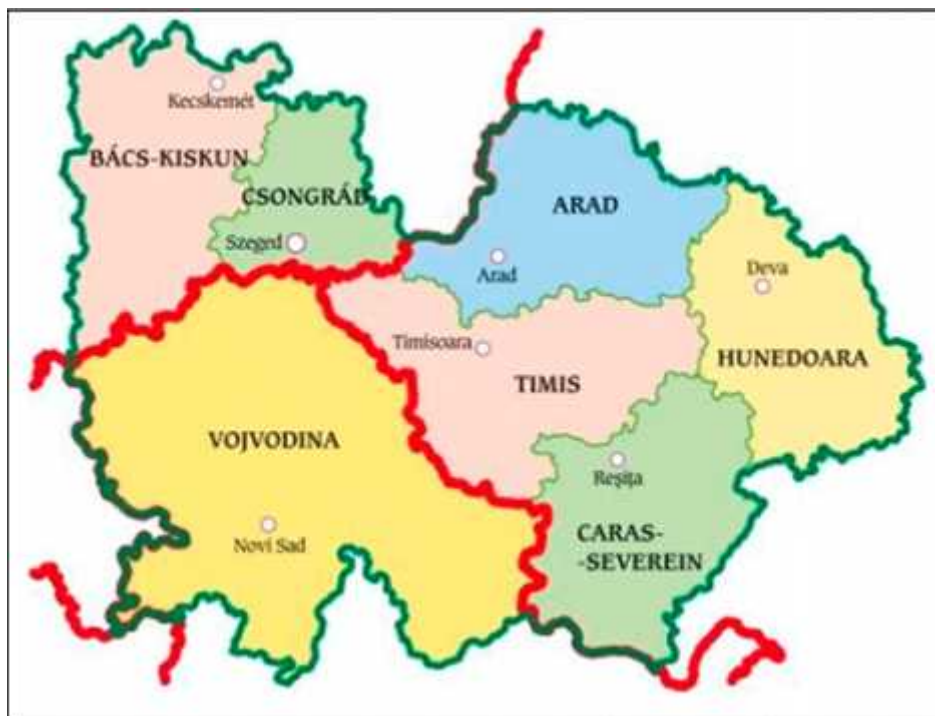 Kecskemét
BÁCS-KISKUN
CSONGRÁD
Szeged
ARAD
Arad
Deva
HUNEDOARA
Timisoara
TIMIS
VOJVODINA
Novi Sad
Reşiţa
CARAS-
-SEVEREIN